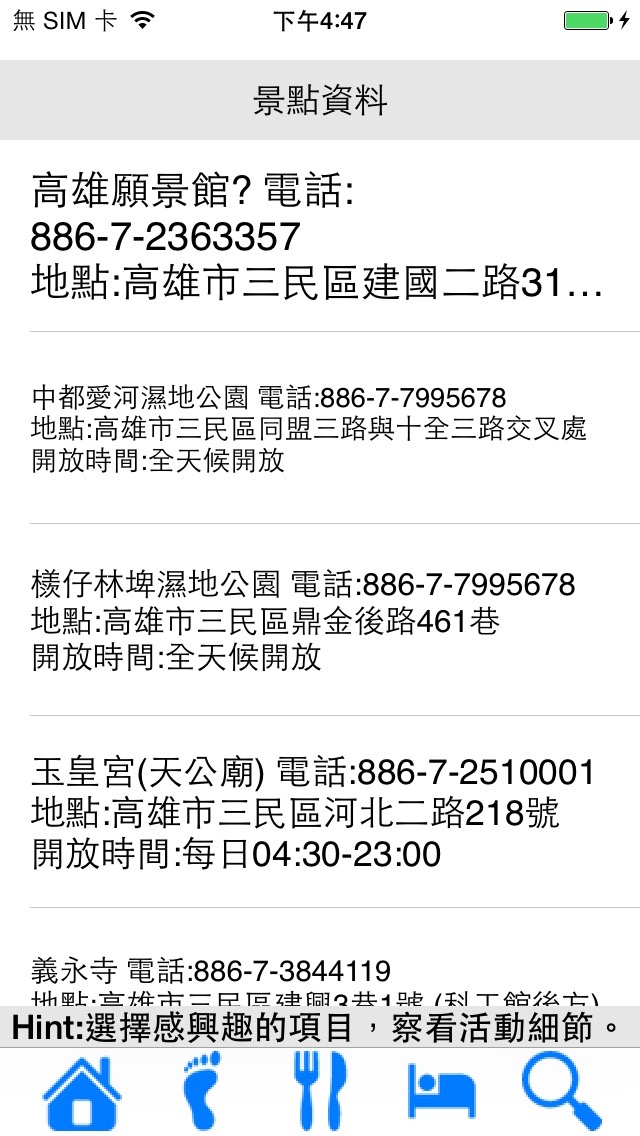 無 SIM 卡 下午4:47
景點資料
高雄願景館? 電話:
886-7-2363357
地點:高雄市三民區建國二路31…
中都愛河濕地公園 電話:886-7-7995678
地點:高雄市三民區同盟三路與十全三路交叉處
開放時間:全天候開放
檨仔林埤濕地公園 電話:886-7-7995678
地點:高雄市三民區鼎金後路461巷
開放時間:全天候開放
玉皇宮(天公廟) 電話:886-7-2510001
地點:高雄市三民區河北二路218號
開放時間:每日04:30-23:00
義永寺 電話:886-7-3844119
地點:高雄市三民區建興3巷1號 (科工館後方)
Hint:選擇感興趣的項目，察看活動細節。